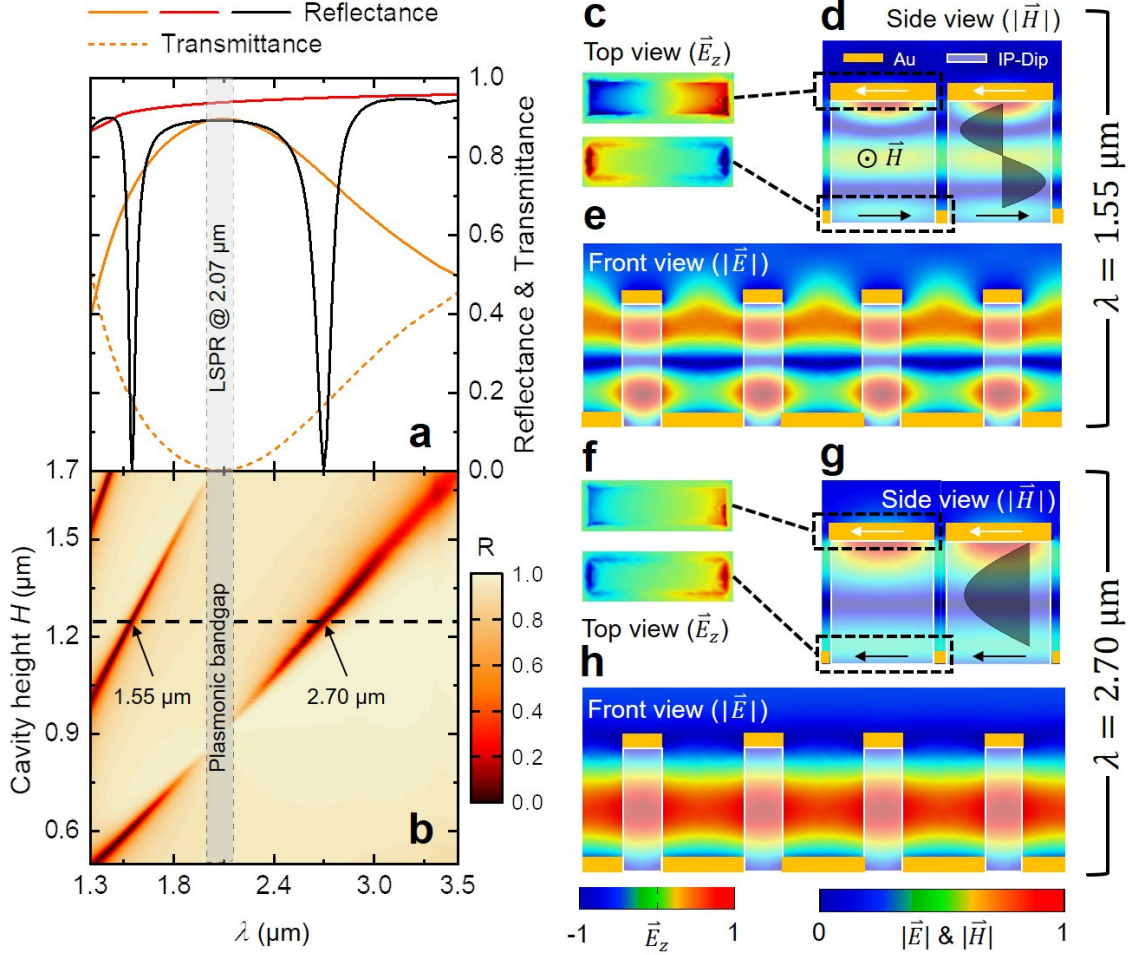 Reflectance
Transmittance
1.0
0.8
0.6
0.4
0.2
0.0
Reflectance & Transmittance
LSPR @ 2.07 µm
a
1.7
1.5
1.2
0.9
0.6
Cavity height H (µm)
1.55 µm
2.70 µm
Plasmonic bandgap
R
1.0
0.8
0.6
0.4
0.2
0.0
b
1.3
1.8
2.4
3.0
3.5
λ (µm)
c
Top view (E⃗z)
d
Side view (|H⃗|)
Au
IP-Dip
⊙ H⃗
e
Front view (|E⃗|)
λ = 1.55 µm
f
Top view (E⃗z)
g
Side view (|H⃗|)
h
Front view (|E⃗|)
λ = 2.70 µm
-1
E⃗z
1
0
|E⃗| & |H⃗|
1